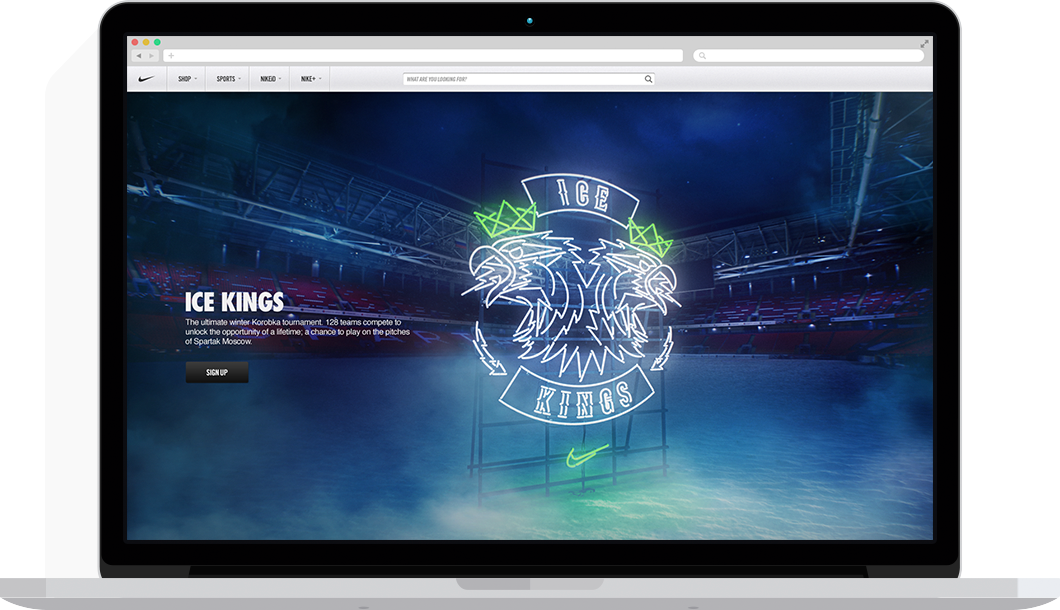 SHOP
SPORTS
NIKEiD
NIKE+
WHAT ARE YOU LOOKING FOR?
ICE
ICE KINGS
The ultimate winter Korobka tournament. 128 teams compete to
unlock the opportunity of a lifetime; a chance to play on the pitches
of Spartak Moscow.
SIGN UP
KINGS